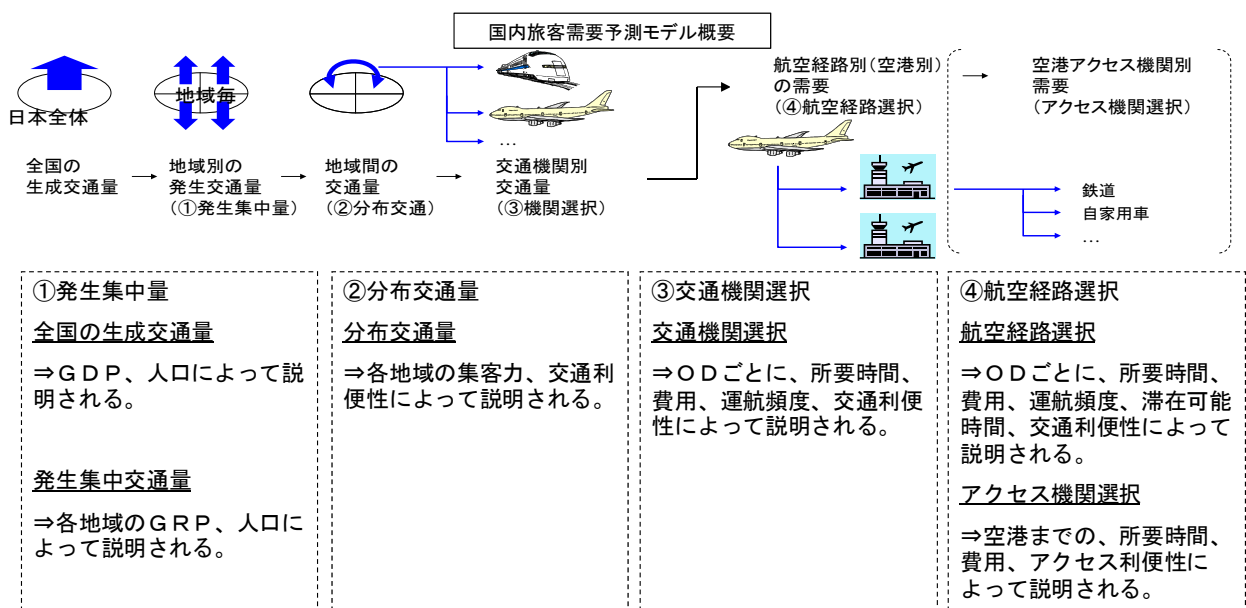 国内旅客需要予測モデル概要
日本全体
地域毎
…
全国の
生成交通量
地域別の
発生交通量
(①発生集中量)
地域間の
交通量
(②分布交通)
交通機関別
交通量
(③機関選択)
航空経路別(空港別)
の需要
(④航空経路選択)
空港アクセス機関別
需要
(アクセス機関選択)
鉄道
自家用車
…
①発生集中量
全国の生成交通量
⇒GDP、人口によって説
明される。
発生集中交通量
⇒各地域のGRP、人口に
よって説明される。
②分布交通量
分布交通量
⇒各地域の集客力、交通利
便性によって説明される。
③交通機関選択
交通機関選択
⇒ODごとに、所要時間、
費用、運航頻度、交通利便
性によって説明される。
④航空経路選択
航空経路選択
⇒ODごとに、所要時間、
費用、運航頻度、滞在可能
時間、交通利便性によって
説明される。
アクセス機関選択
⇒空港までの、所要時間、
費用、アクセス利便性に
よって説明される。